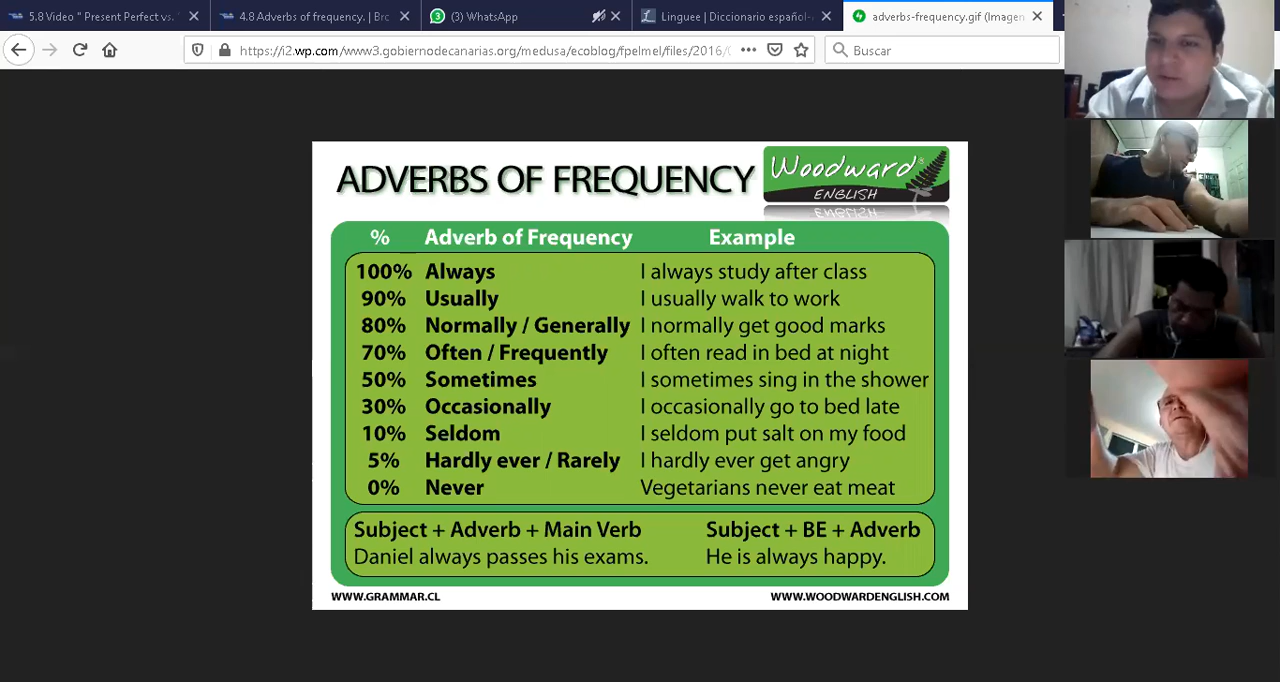 5.8 Video " Present Perfect vs.
4.8 Adverbs of frequency. | Bro
(3) WhatsApp
Linguee | Diccionario español-
adverbs-frequency.gif (Imagen
https://i2.wp.com/www3.gobiernodecanarias.org/medusa/ecoblog/fpelmel/files/2016/0
Buscar
ADVERBS OF FREQUENCY
Woodward®
ENGLISH
% Adverb of Frequency Example
100% Always I always study after class
90% Usually I usually walk to work
80% Normally / Generally I normally get good marks
70% Often / Frequently I often read in bed at night
50% Sometimes I sometimes sing in the shower
30% Occasionally I occasionally go to bed late
10% Seldom I seldom put salt on my food
5% Hardly ever / Rarely I hardly ever get angry
0% Never Vegetarians never eat meat
Subject + Adverb + Main Verb Subject + BE + Adverb
Daniel always passes his exams. He is always happy.
WWW.GRAMMAR.CL WWW.WOODWARDENGLISH.COM